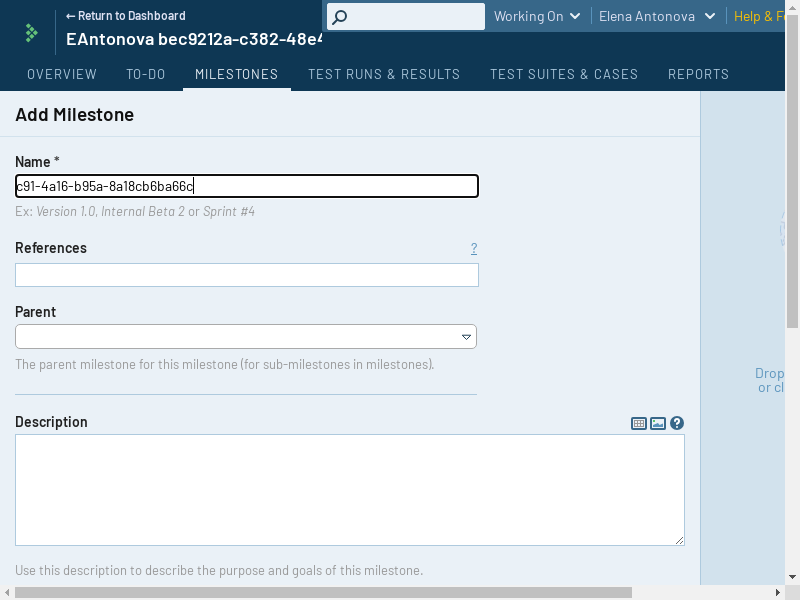 ← Return to Dashboard
EAntonova bec9212a-c382-48e4
Working On
Elena Antonova
Help & Fe
OVERVIEW
TO-DO
MILESTONES
TEST RUNS & RESULTS
TEST SUITES & CASES
REPORTS
Add Milestone
Name *
c91-4a16-b95a-8a18cb6ba66c
Ex: Version 1.0, Internal Beta 2 or Sprint #4
References
?
Parent
The parent milestone for this milestone (for sub-milestones in milestones).
Description
?
Use this description to describe the purpose and goals of this milestone.
Drop
or cl